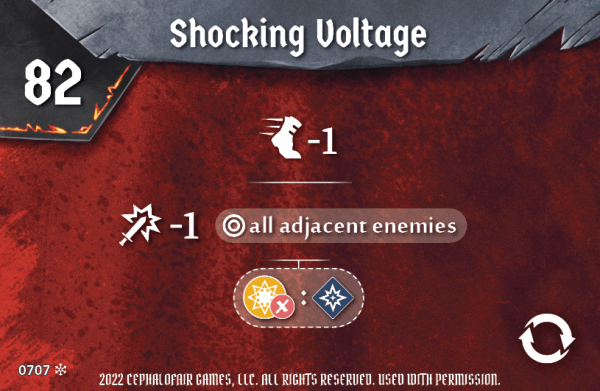 Shocking Voltage
82
-1
-1 all adjacent enemies
:
0707
2022 CEPHALOFAIR GAMES, LLC. ALL RIGHTS RESERVED. USED WITH PERMISSION.